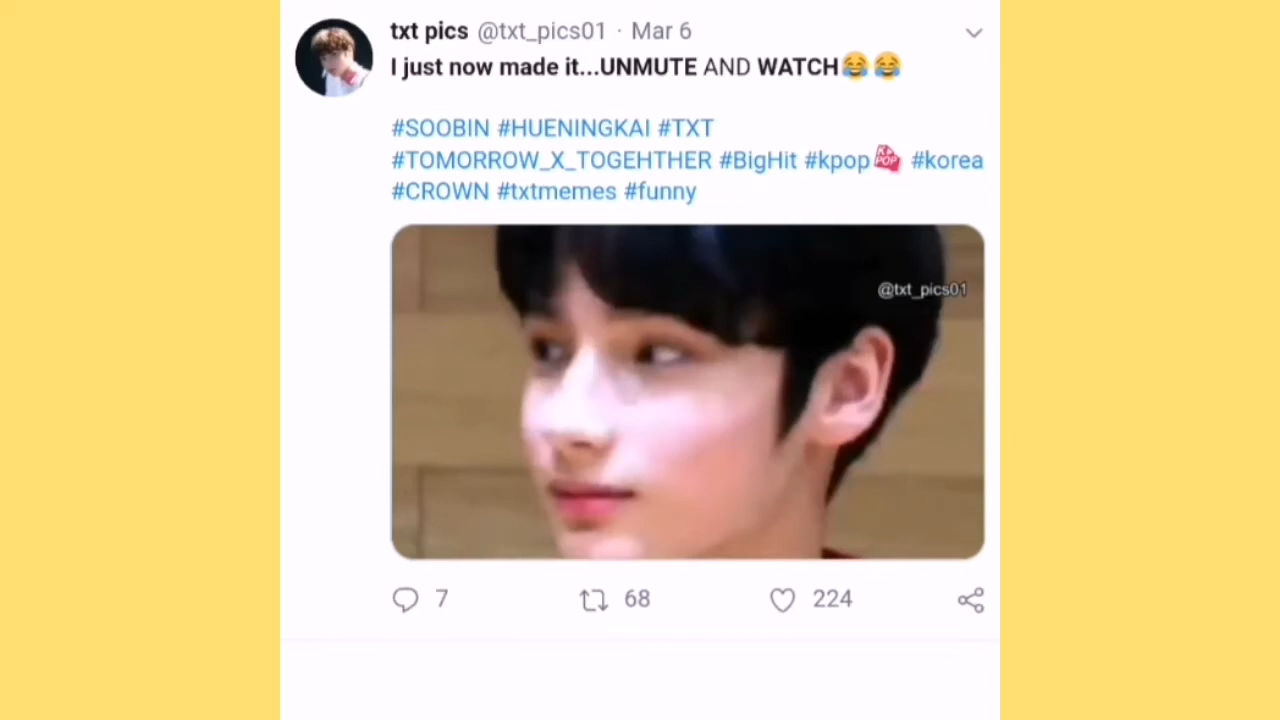 txt pics @txt_pics01 · Mar 6
I just now made it...UNMUTE AND WATCH😂😂
#SOOBIN #HUENINGKAI #TXT
#TOMORROW_X_TOGEHTHER #BigHit #kpop K-POP #korea
#CROWN #txtmemes #funny
@txt_pics01
7 68 224